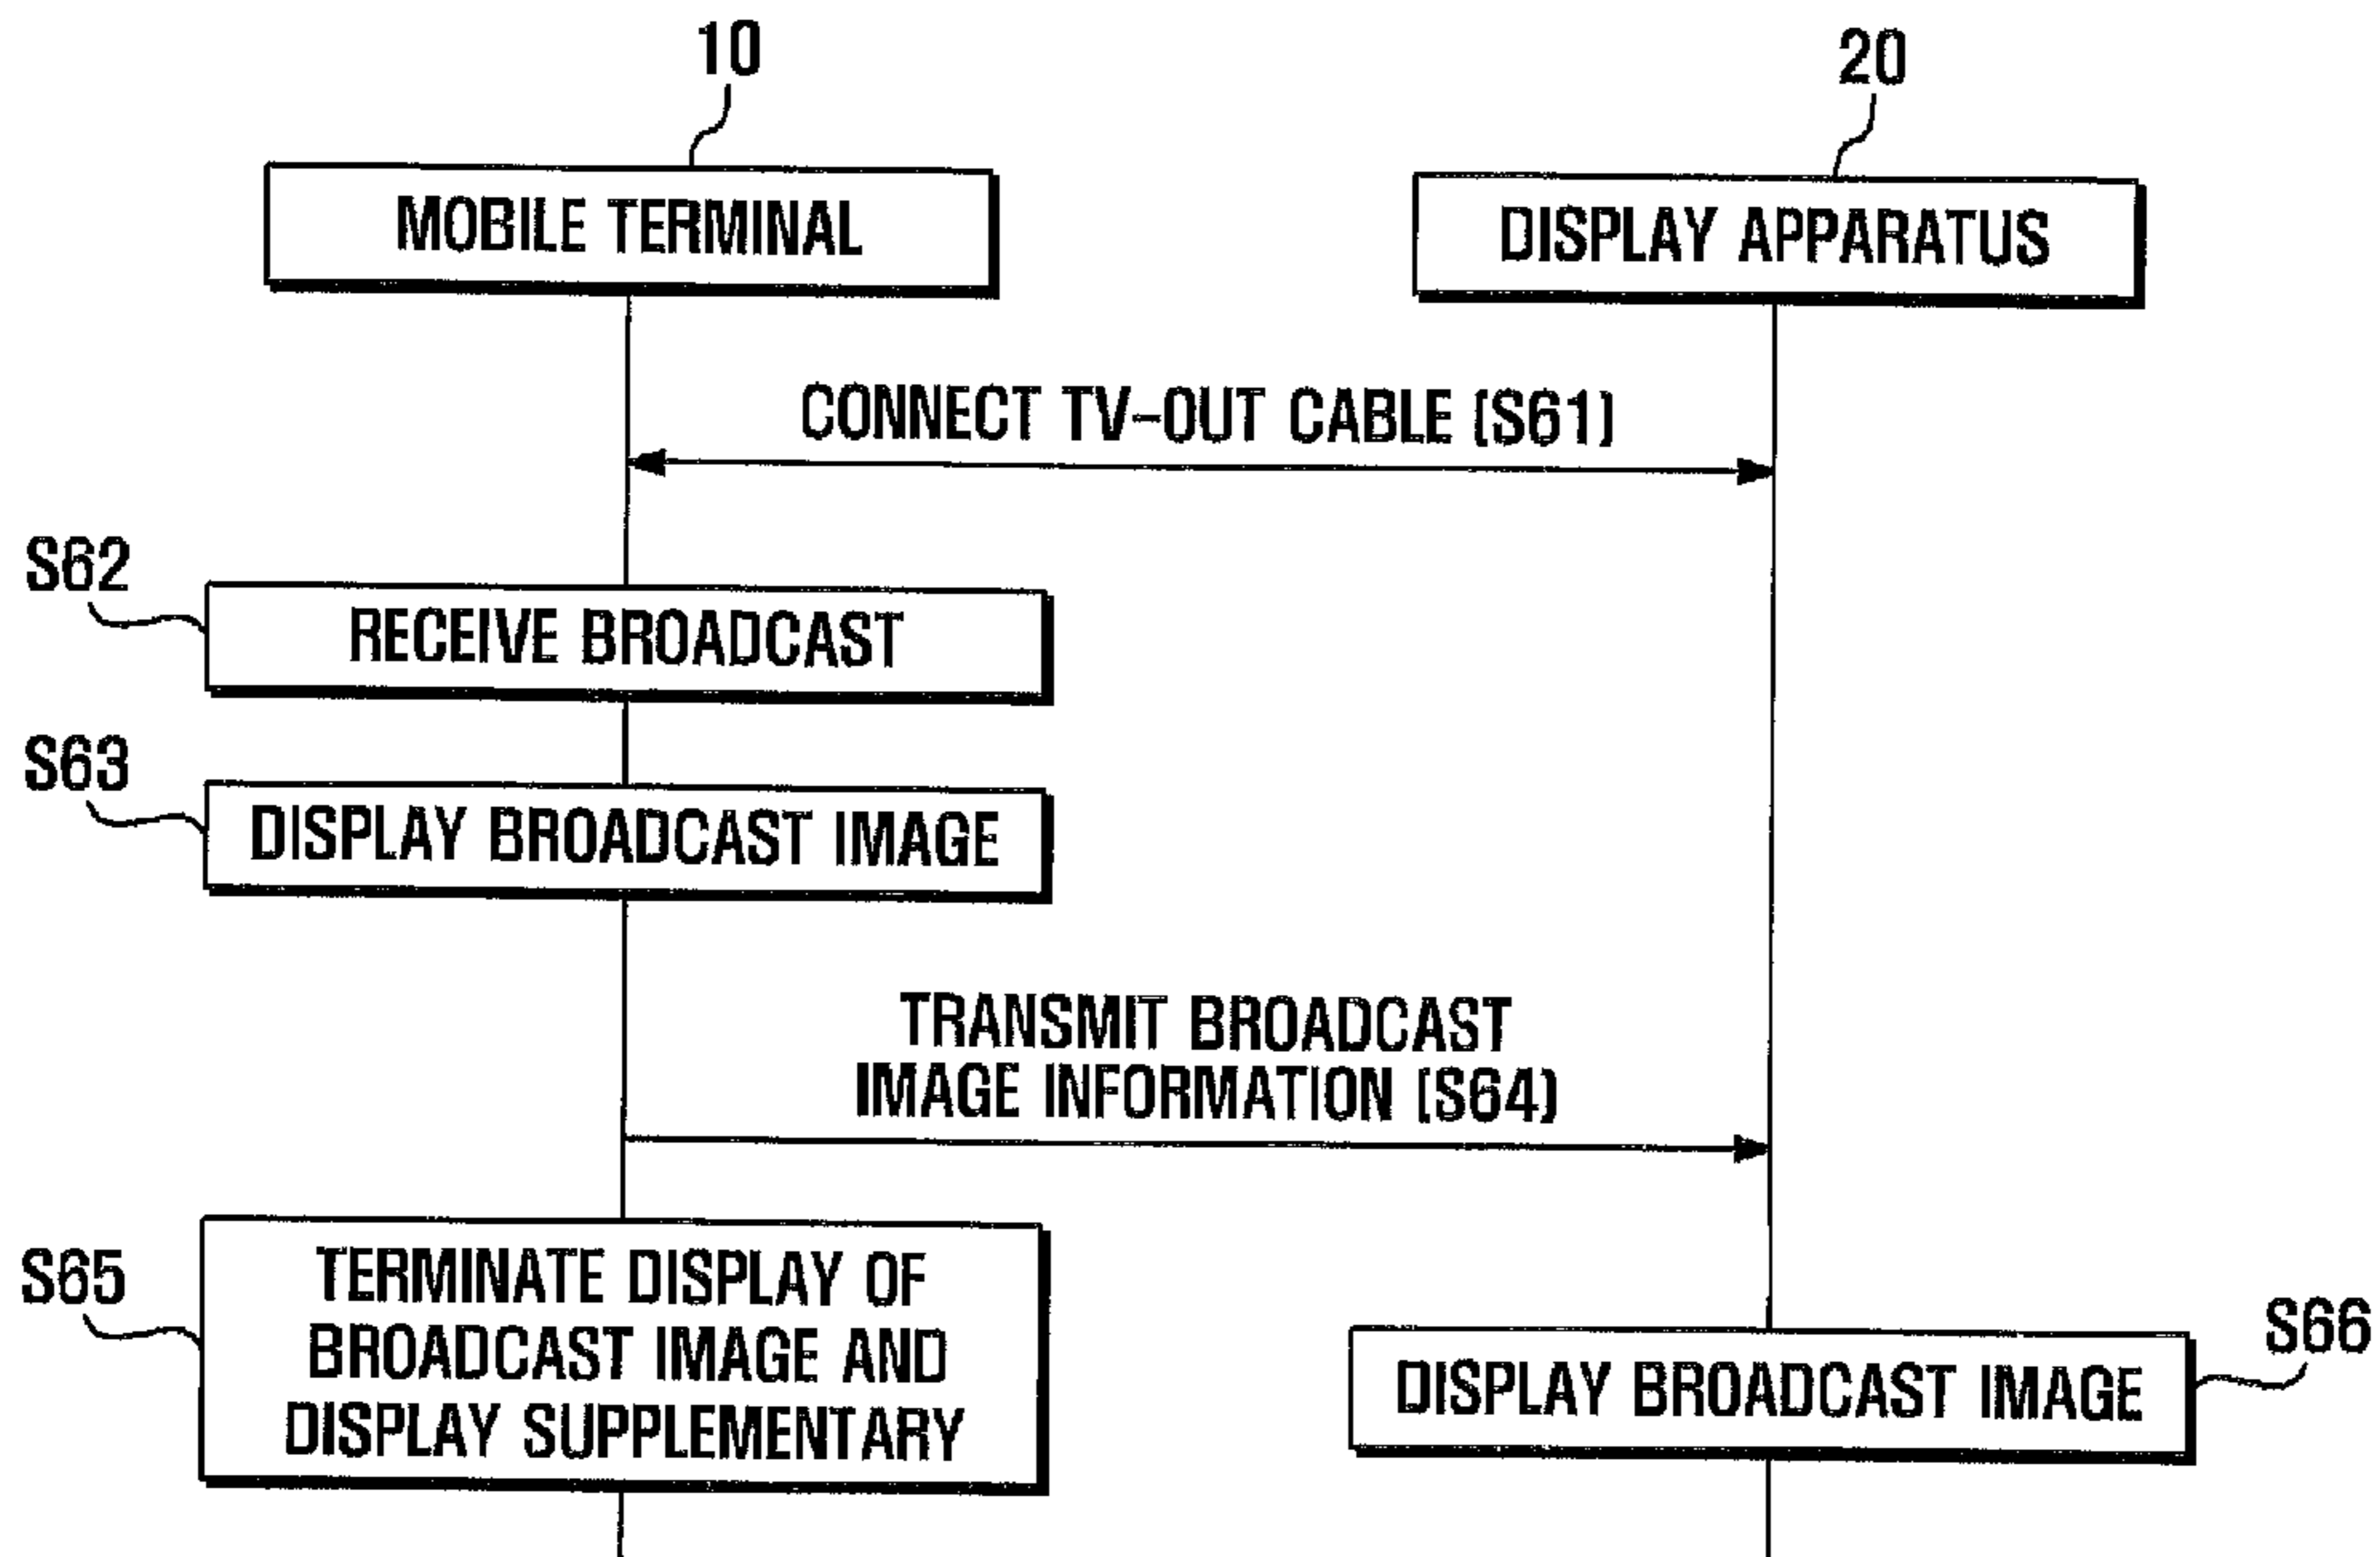 10
20
MOBILE TERMINAL
DISPLAY APPARATUS
CONNECT TV-OUT CABLE (S61)
S62
RECEIVE BROADCAST
S63
DISPLAY BROADCAST IMAGE
TRANSMIT BROADCAST
IMAGE INFORMATION (S64)
S65
TERMINATE DISPLAY OF
BROADCAST IMAGE AND
DISPLAY SUPPLEMENTARY
S66
DISPLAY BROADCAST IMAGE